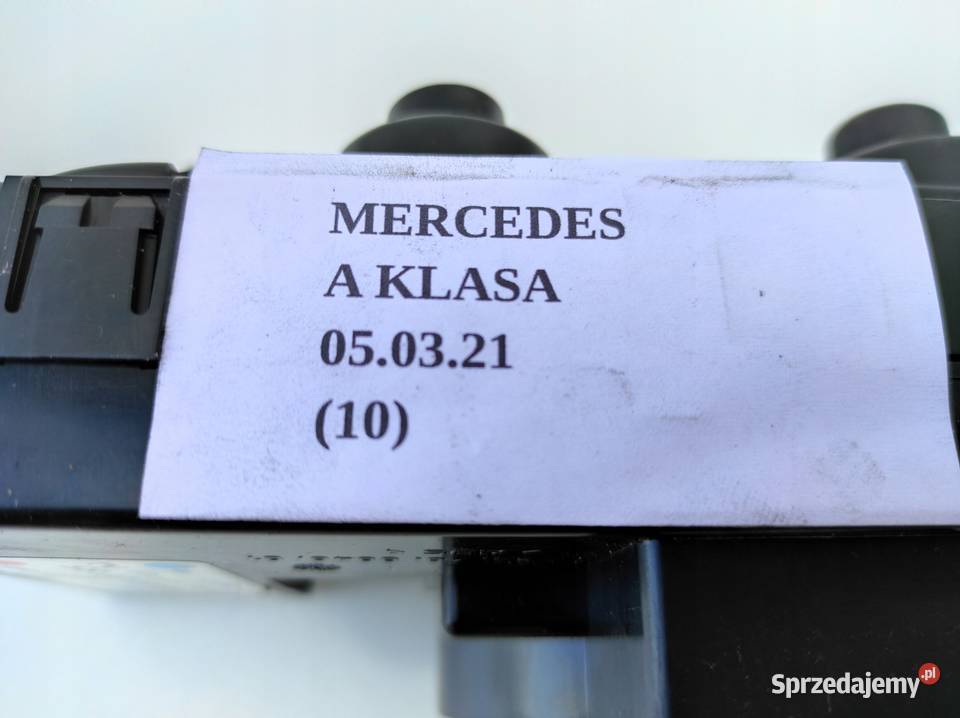 MERCEDES
A KLASA
05.03.21
(10)
Sprzedajemy.pl